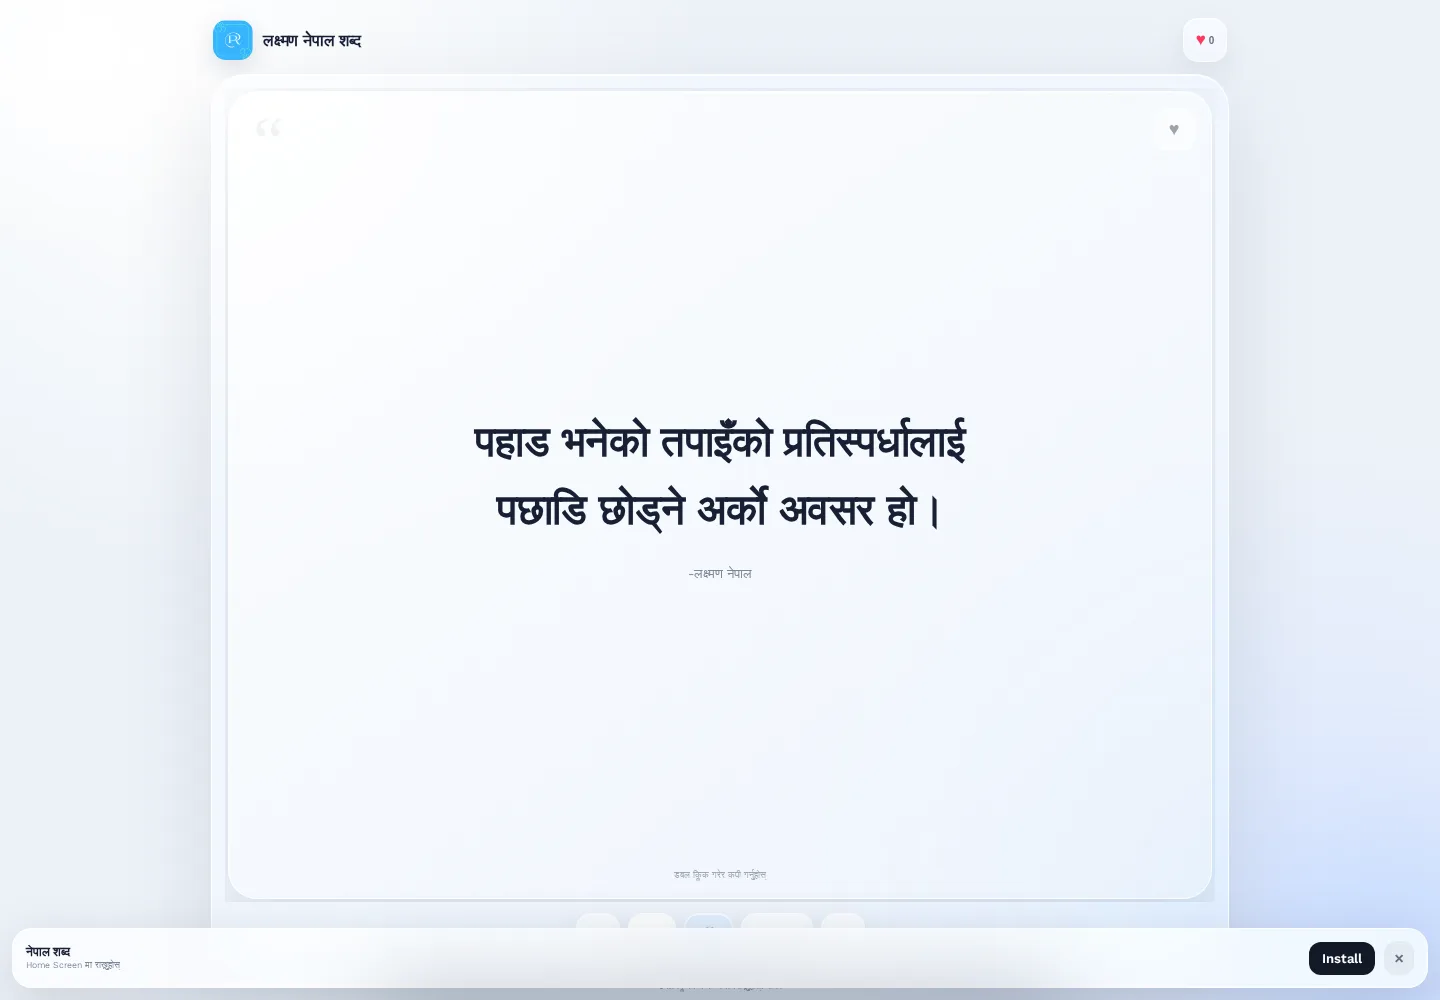 लक्ष्मण नेपाल शब्द
♥ 0
“
♥
पहाड भनेको तपाइँको प्रतिस्पर्धालाई
पछाडि छोड्ने अर्को अवसर हो।
-लक्ष्मण नेपाल
डबल क्लिक गरेर कपी गर्नुहोस्
नेपाल शब्द
Home Screen मा राख्नुहोस्
Install ×